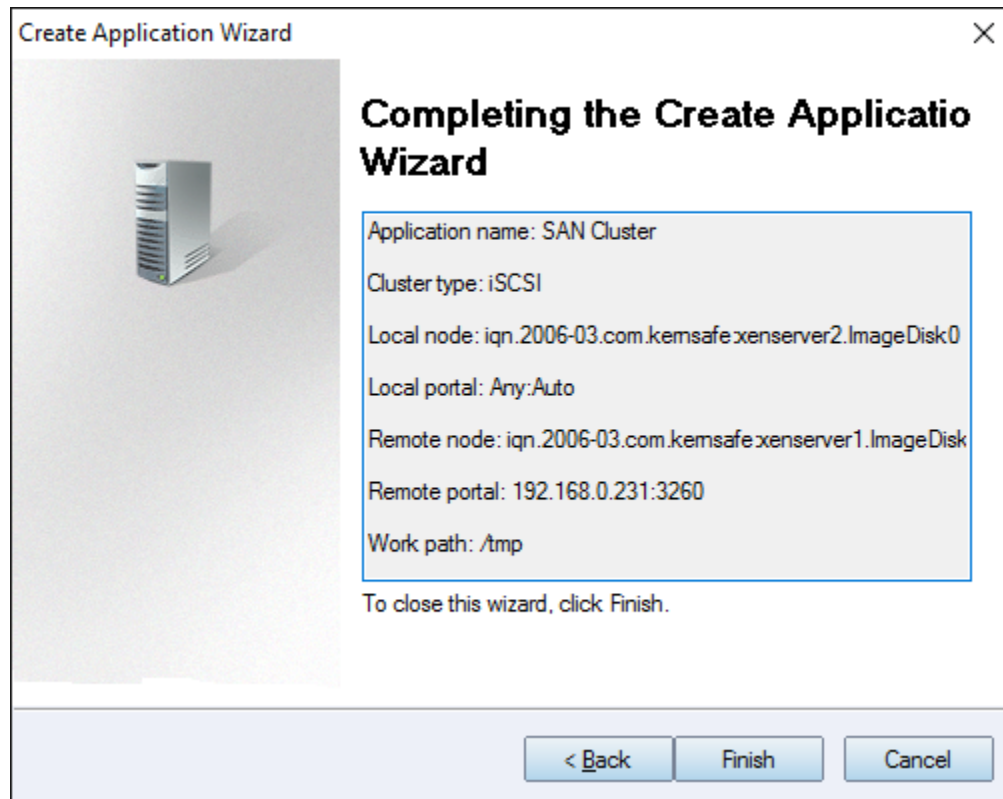 Create Application Wizard
Completing the Create Applicatio
Wizard
Application name: SAN Cluster
Cluster type: iSCSI
Local node: iqn.2006-03.com.kernsafe:xenserver2.ImageDisk0
Local portal: Any:Auto
Remote node: iqn.2006-03.com.kernsafe:xenserver1.ImageDisk
Remote portal: 192.168.0.231:3260
Work path: /tmp
To close this wizard, click Finish.
< Back
Finish
Cancel